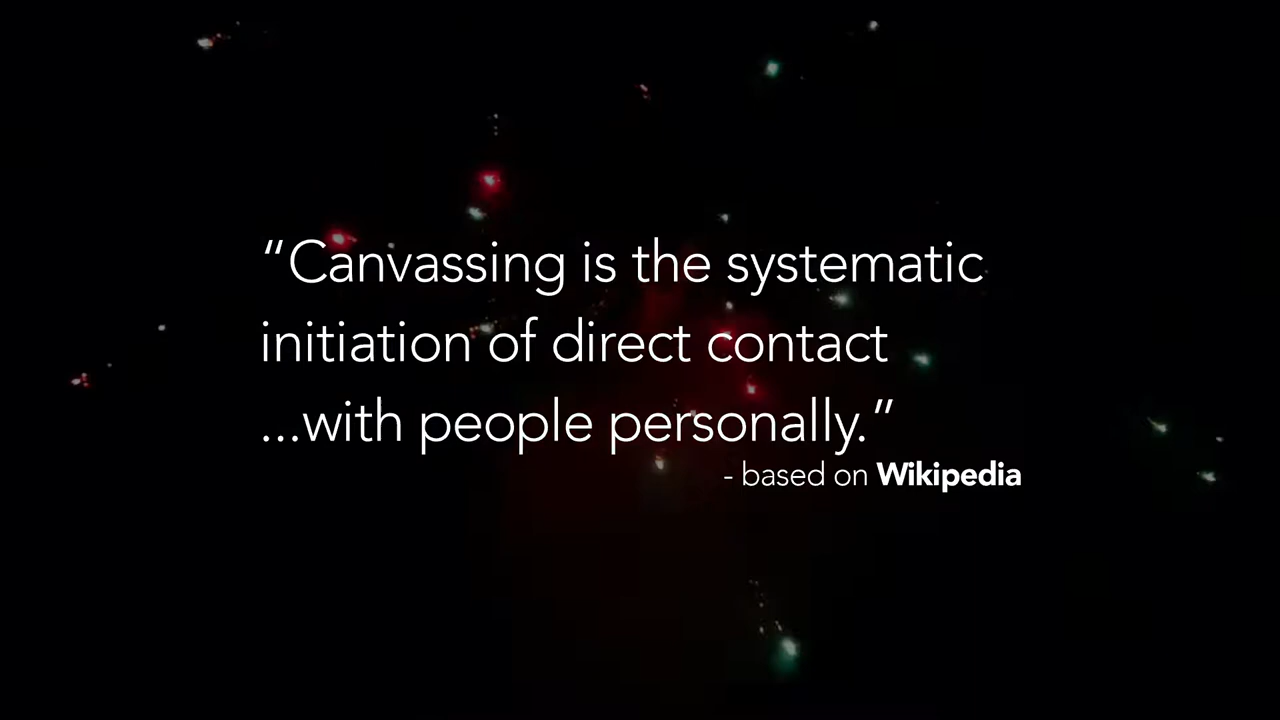 “Canvassing is the systematic
initiation of direct contact
...with people personally.”
- based on Wikipedia